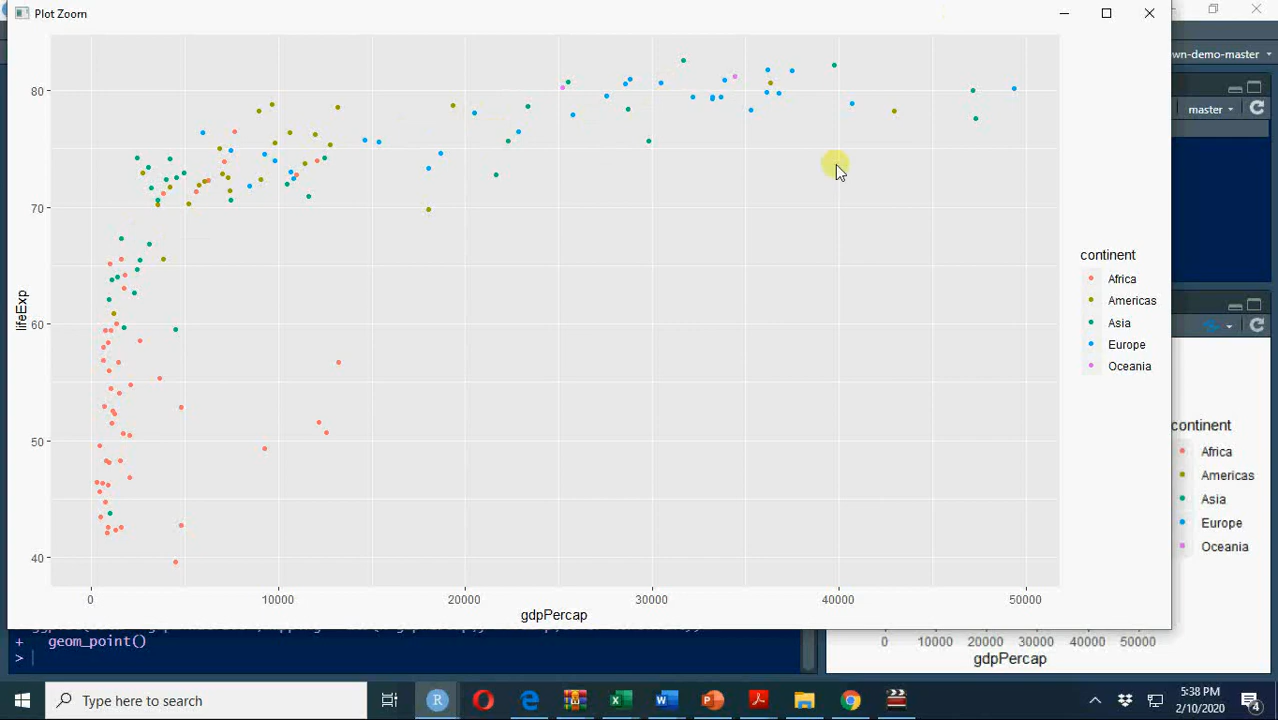 Plot Zoom
wn-demo-master
master
80
70
60
50
40
lifeExp
0
10000
20000
30000
40000
50000
gdpPercap
continent
Africa
Americas
Asia
Europe
Oceania
continent
Africa
Americas
Asia
Europe
Oceania
0
10000
20000
30000
40000
50000
gdpPercap
+ geom_point()
>
Type here to search
5:38 PM
2/10/2020
4